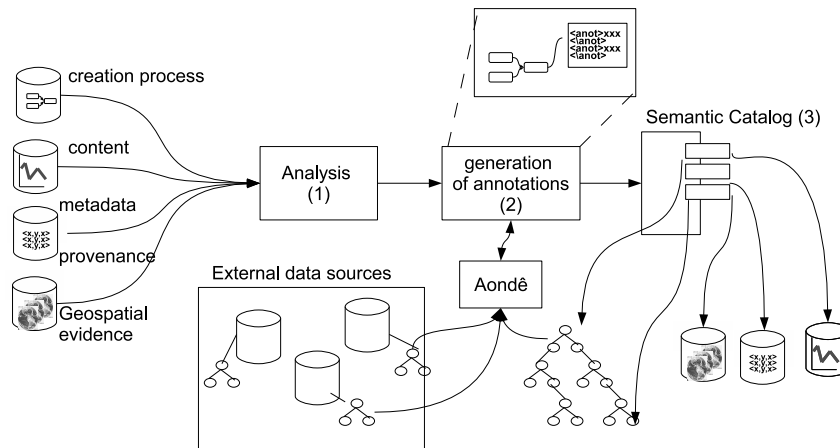 <anot>xxx
<\anot>
<anot>xxx
<\anot>
creation process
Semantic Catalog (3)
content
Analysis
(1)
generation
of annotations
(2)
metadata
<x,y,x>
<x,y,x>
<x,y,x>
provenance
External data sources
Aondê
Geospatial
evidence
<x,y,x>
<x,y,x>
<x,y,x>